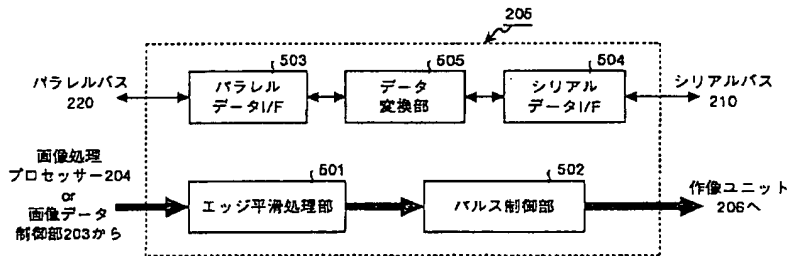 205
503
505
504
パラレルバス
220
パラレル
データI/F
データ
変換部
シリアル
データI/F
シリアルバス
210
画像処理
プロセッサー204
or
画像データ
制御部203から
501
エッジ平滑処理部
502
パルス制御部
作像ユニット
206へ